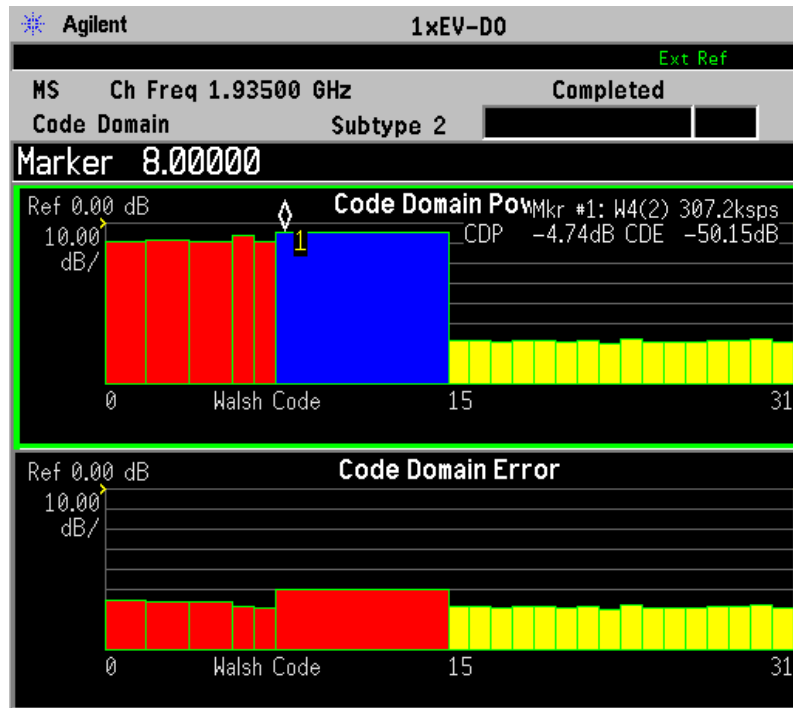 Agilent 1xEV-DO
Ext Ref
MS Ch Freq 1.93500 GHz Completed
Code Domain Subtype 2
Marker 8.00000
Ref 0.00 dB Code Domain Pow Mkr #1: W4(2) 307.2ksps
10.00 CDP -4.74dB CDE -50.15dB
dB/
1
0 Walsh Code 15 31
Ref 0.00 dB Code Domain Error
10.00
dB/
0 Walsh Code 15 31